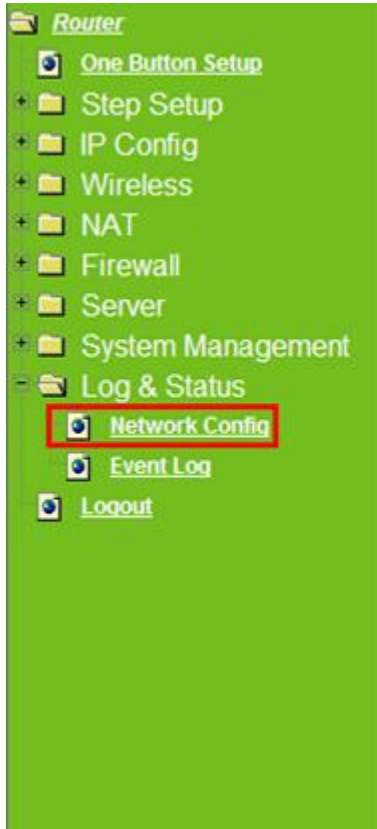 Router
One Button Setup
Step Setup
IP Config
Wireless
NAT
Firewall
Server
System Management
Log & Status
Network Config
Event Log
Logout